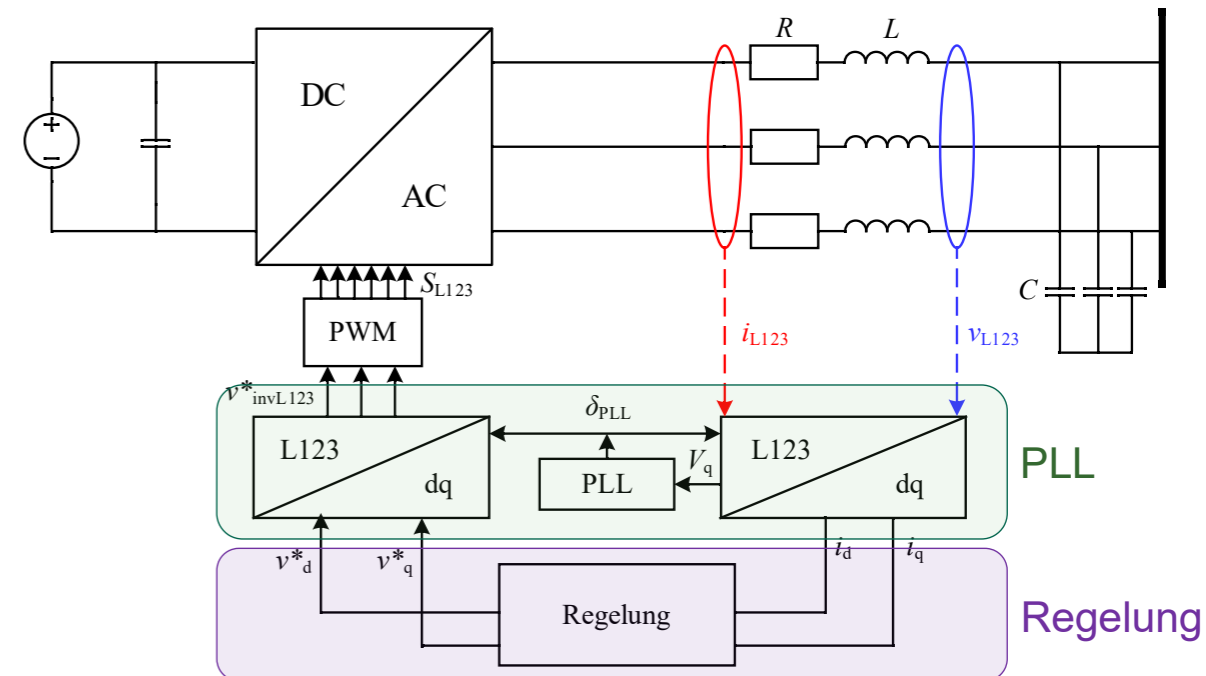 R L
+
DC
−
AC
S_L123
C
PWM
i_L123
v_L123
v*_invL123
δ_PLL
L123
L123
V_q
PLL
PLL
dq
dq
v*_d
v*_q
i_d
i_q
Regelung
Regelung